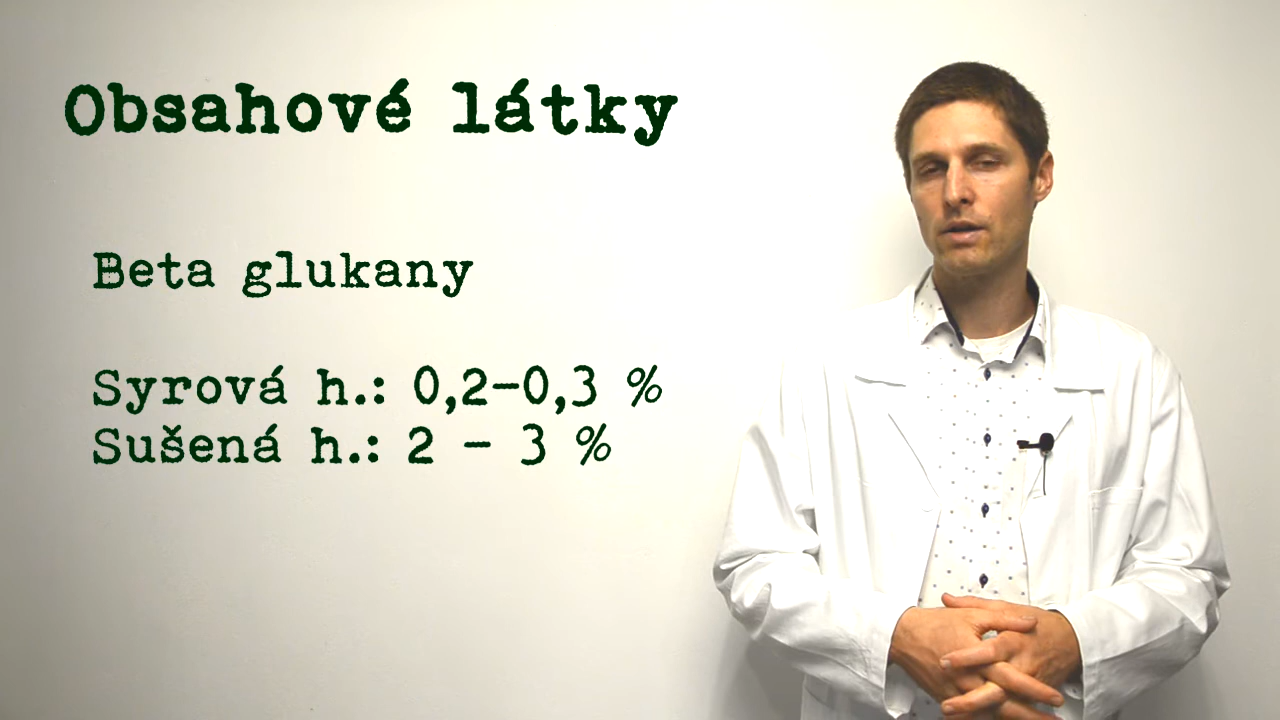 Obsahové látky
Beta glukany
Syrová h.: 0,2-0,3 %
Sušená h.: 2 - 3 %